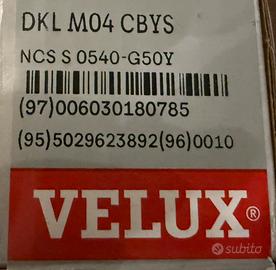 DKL M04 CBYS
NCS S 0540-G50Y
(97)006030180785
(95)5029623892(96)0010
VELUX®
subito